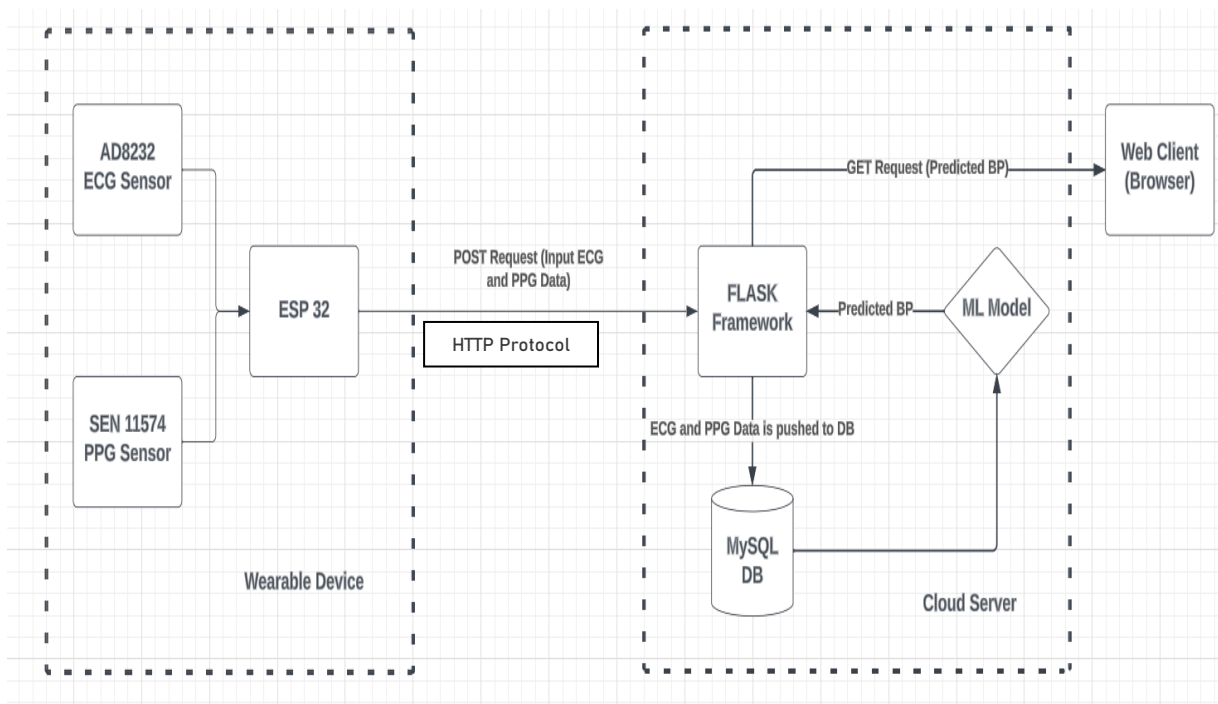 AD8232
ECG Sensor
SEN 11574
PPG Sensor
ESP 32
Wearable Device
POST Request (Input ECG
and PPG Data)
HTTP Protocol
FLASK
Framework
GET Request (Predicted BP)
Web Client
(Browser)
Predicted BP
ML Model
ECG and PPG Data is pushed to DB
MySQL
DB
Cloud Server